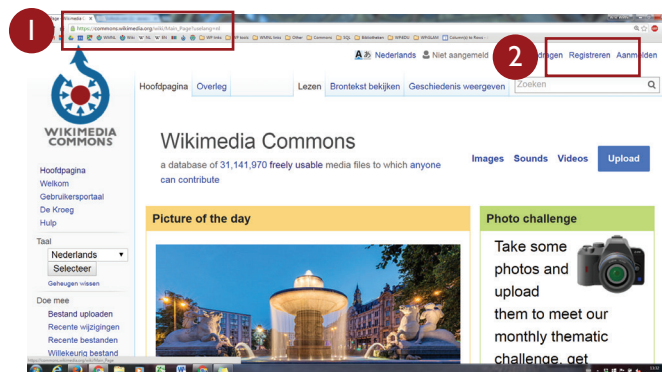 1
https://commons.wikimedia.org/wiki/Main_Page?uselang=nl
2
Nederlands Niet aangemeld Registreren Aanmelden
Hoofdpagina Overleg Lezen Brontekst bekijken Geschiedenis weergeven Zoeken
WIKIMEDIA
COMMONS
Hoofdpagina
Welkom
Gebruikersportaal
De Kroeg
Hulp
Taal
Nederlands
Selecteer
Geheugen wissen
Doe mee
Bestand uploaden
Recente wijzigingen
Recente bestanden
Willekeurig bestand
Wikimedia Commons
a database of 31,141,970 freely usable media files to which anyone
can contribute
Images Sounds Videos Upload
Picture of the day
Photo challenge
Take some
photos and
upload
them to meet our
monthly thematic
challenge, get